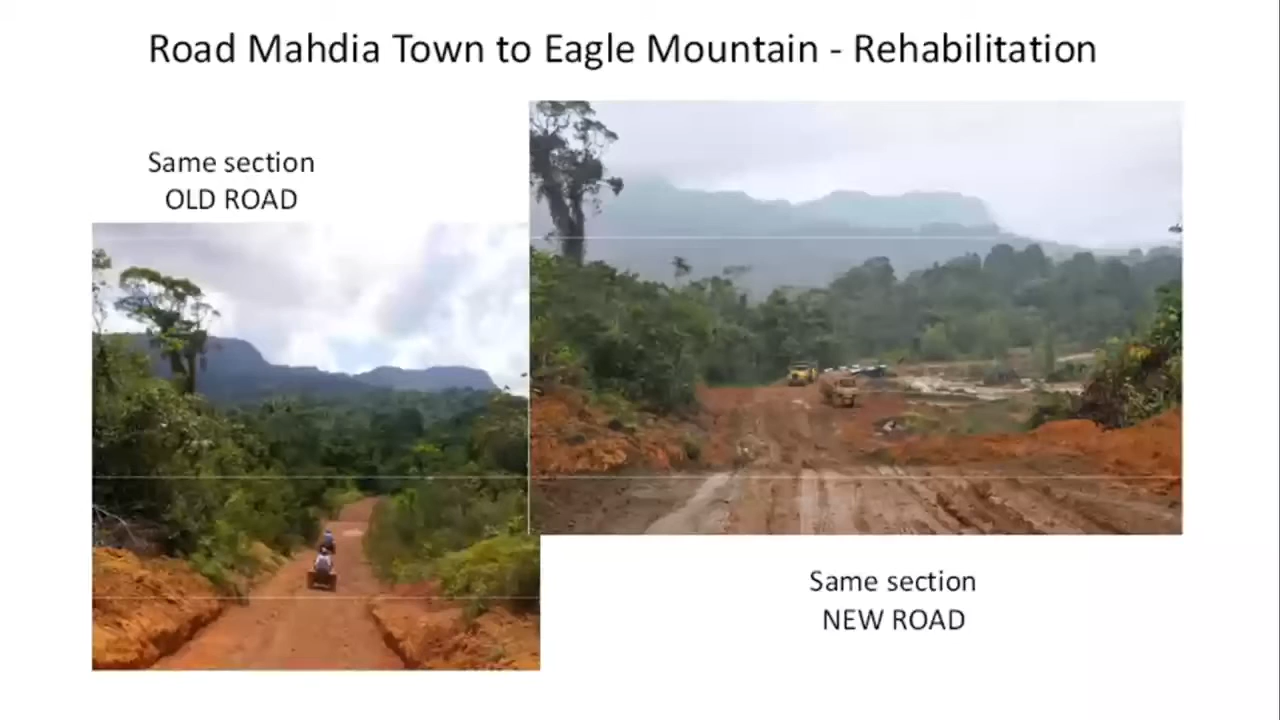 Road Mahdia Town to Eagle Mountain - Rehabilitation
Same section
OLD ROAD
Same section
NEW ROAD